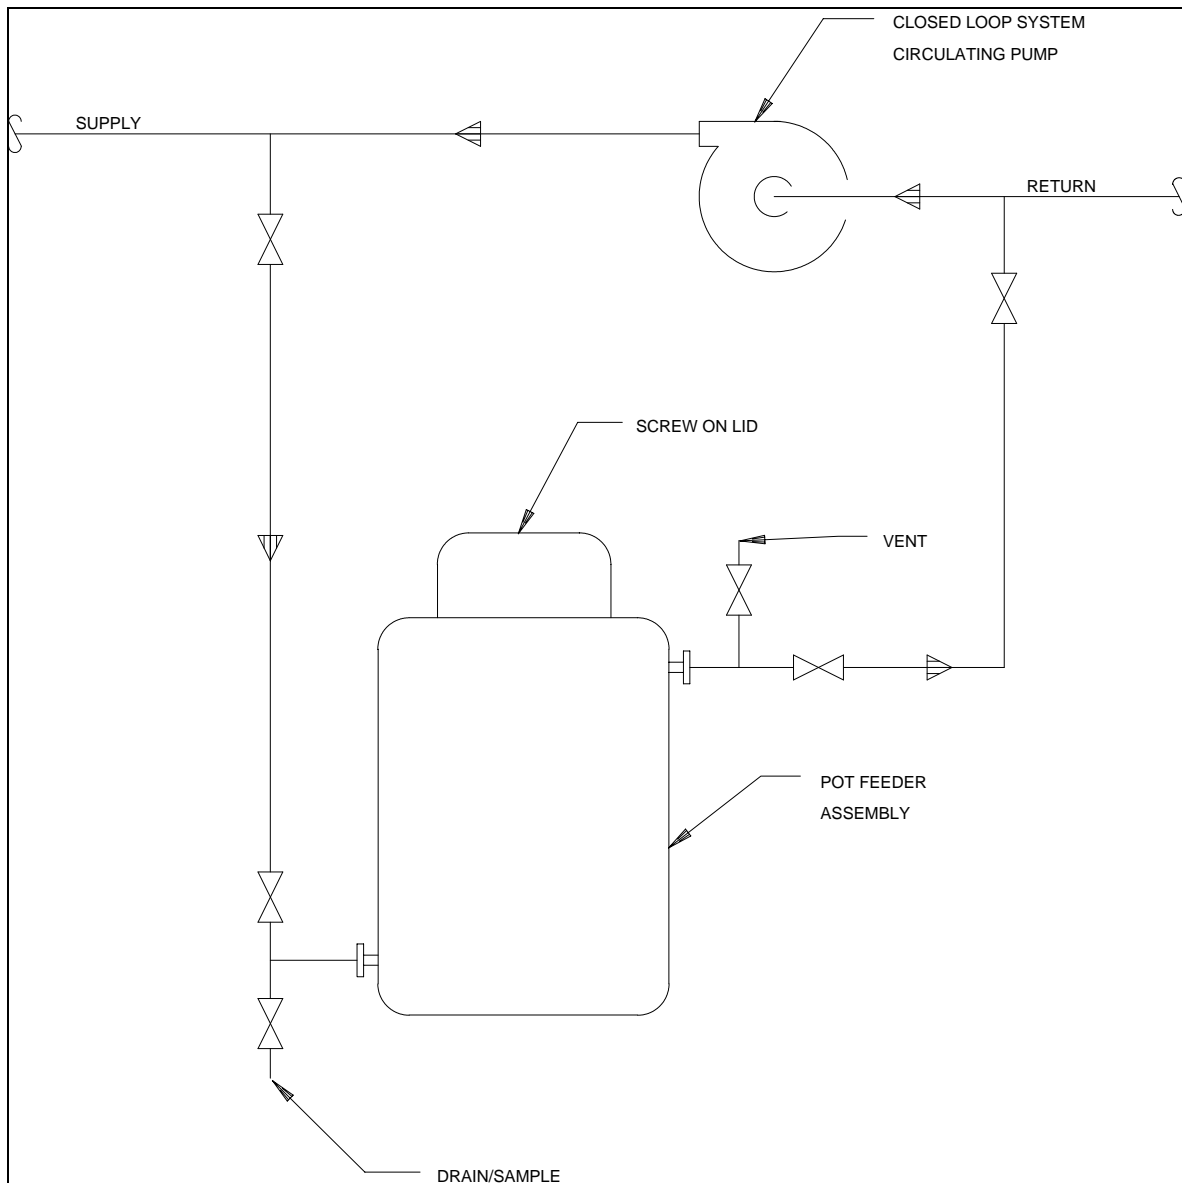 CLOSED LOOP SYSTEM
CIRCULATING PUMP
SUPPLY
RETURN
SCREW ON LID
VENT
POT FEEDER
ASSEMBLY
DRAIN/SAMPLE